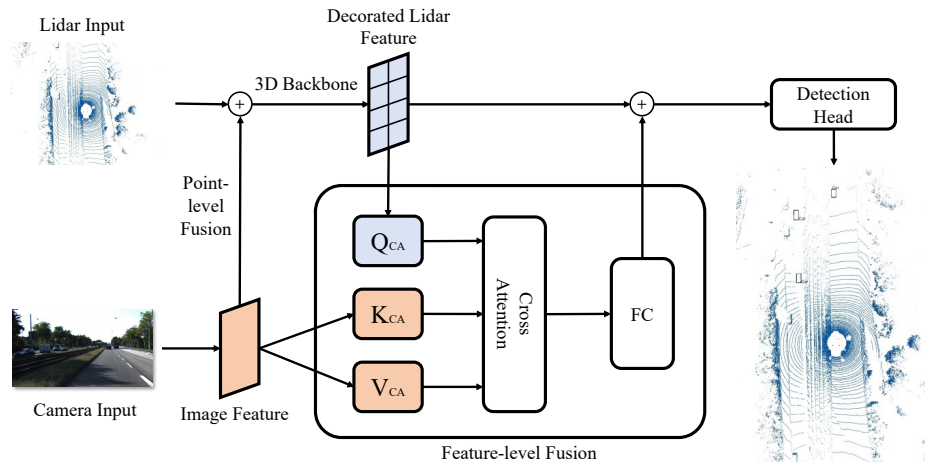 Lidar Input
Decorated Lidar
Feature
3D Backbone
+
+
Detection
Head
Point-
level
Fusion
QCA
KCA
VCA
Cross
Attention
FC
Camera Input
Image Feature
Feature-level Fusion